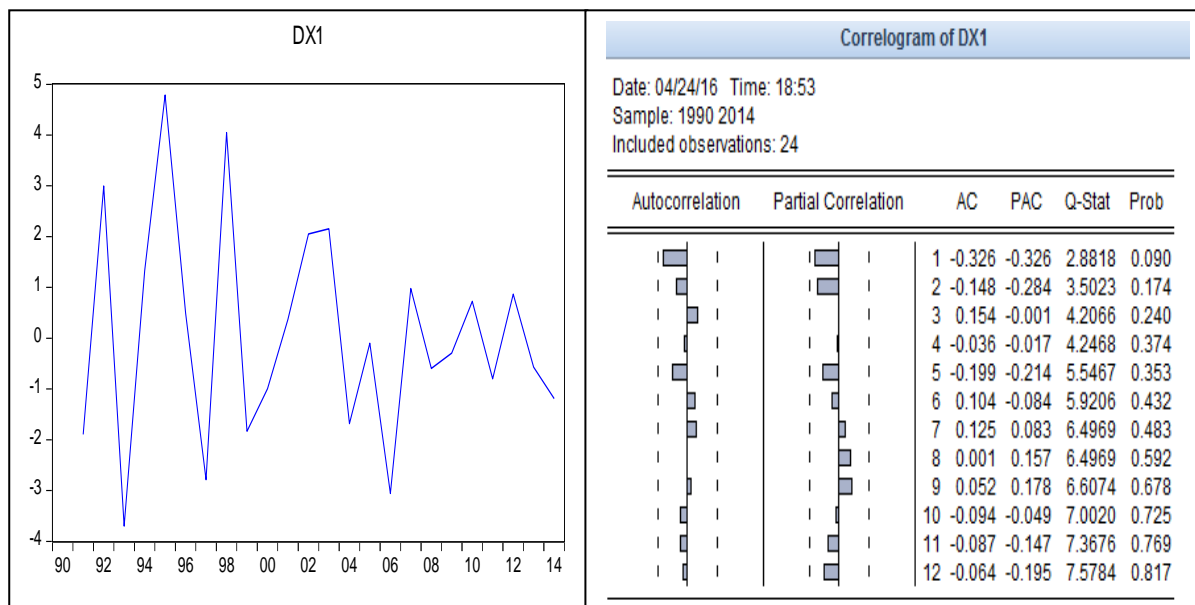 DX1
5
4
3
2
1
0
-1
-2
-3
-4
90 92 94 96 98 00 02 04 06 08 10 12 14
Correlogram of DX1
Date: 04/24/16 Time: 18:53
Sample: 1990 2014
Included observations: 24
Autocorrelation Partial Correlation AC PAC Q-Stat Prob
1 -0.326 -0.326 2.8818 0.090
2 -0.148 -0.284 3.5023 0.174
3 0.154 -0.001 4.2066 0.240
4 -0.036 -0.017 4.2468 0.374
5 -0.199 -0.214 5.5467 0.353
6 0.104 -0.084 5.9206 0.432
7 0.125 0.083 6.4969 0.483
8 0.001 0.157 6.4969 0.592
9 0.052 0.178 6.6074 0.678
10 -0.094 -0.049 7.0020 0.725
11 -0.087 -0.147 7.3676 0.769
12 -0.064 -0.195 7.5784 0.817